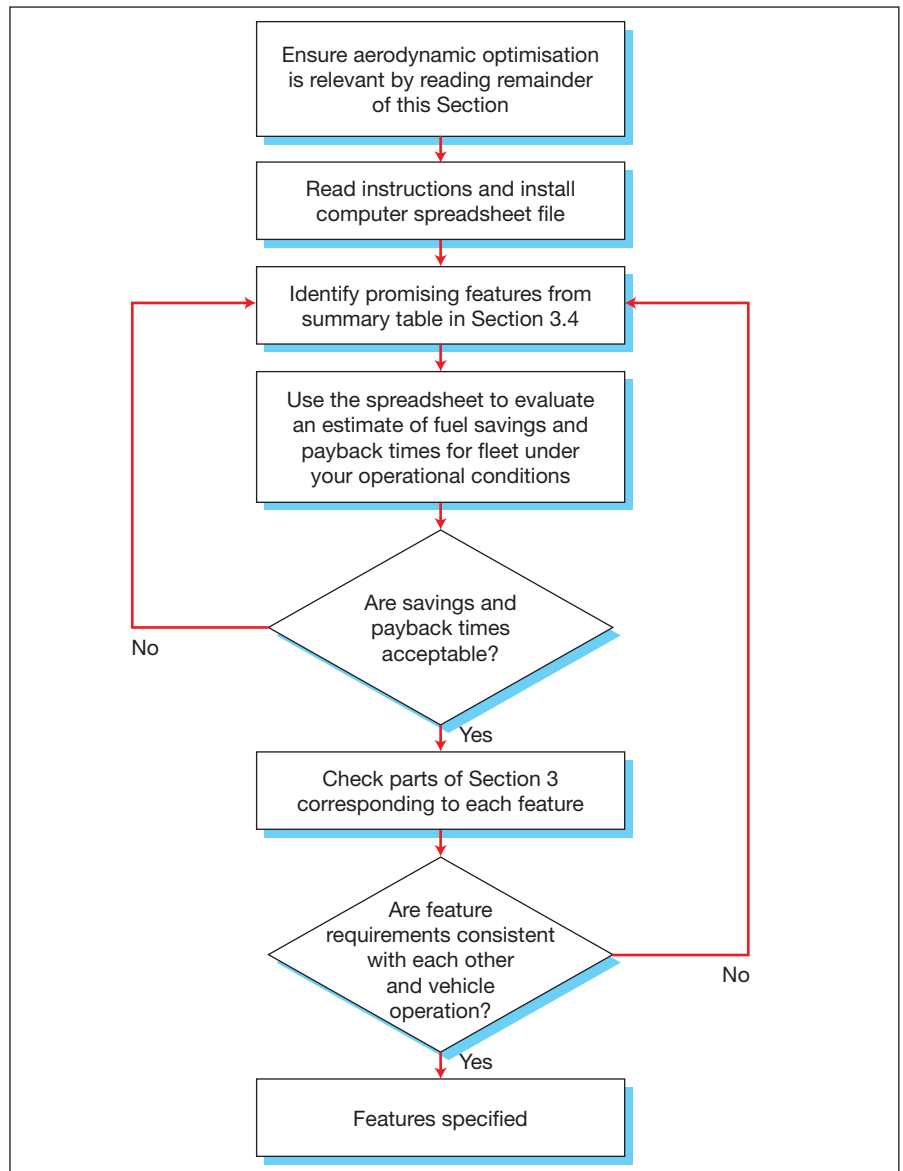 Ensure aerodynamic optimisation
is relevant by reading remainder
of this Section
Read instructions and install
computer spreadsheet file
Identify promising features from
summary table in Section 3.4
Use the spreadsheet to evaluate
an estimate of fuel savings and
payback times for fleet under
your operational conditions
Are savings and
payback times
acceptable?
No
Yes
Check parts of Section 3
corresponding to each feature
Are feature
requirements consistent
with each other
and vehicle
operation?
No
Yes
Features specified